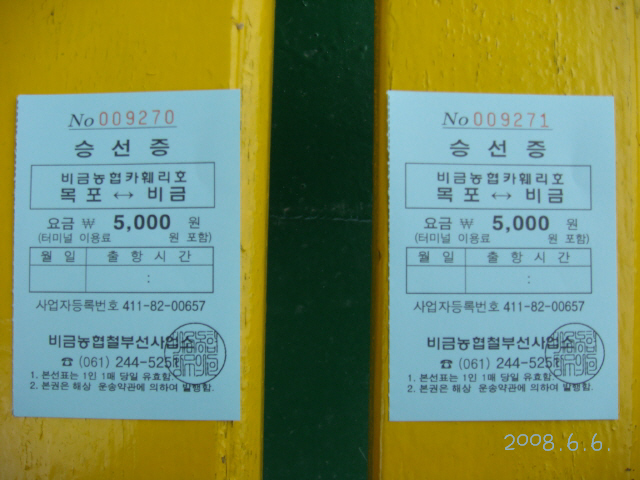 No 009270
승 선 증
비금농협카훼리호
목 포 ↔ 비 금
요금 ₩ 5,000 원
(터미널 이용료 원 포함)
월 일 출 항 시 간
:
사업자등록번호 411-82-00657
비금농협철부선사업소
☎ (061) 244-5251
1. 본선표는 1인 1매 당일 유효함.
2. 본권은 해상 운송약관에 의하여 발행함.
No 009271
승 선 증
비금농협카훼리호
목 포 ↔ 비 금
요금 ₩ 5,000 원
(터미널 이용료 원 포함)
월 일 출 항 시 간
:
사업자등록번호 411-82-00657
비금농협철부선사업소
☎ (061) 244-5251
1. 본선표는 1인 1매 당일 유효함.
2. 본권은 해상 운송약관에 의하여 발행함.
2008.6.6.